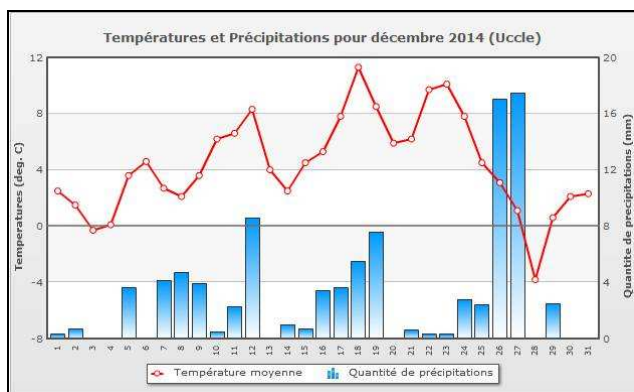 Températures et Précipitations pour décembre 2014 (Uccle)
Temperatures (deg. C)
12
8
4
0
-4
-8
Quantite de precipitations (mm)
20
16
12
8
4
0
1 2 3 4 5 6 7 8 9 10 11 12 13 14 15 16 17 18 19 20 21 22 23 24 25 26 27 28 29 30 31
Température moyenne Quantité de précipitations